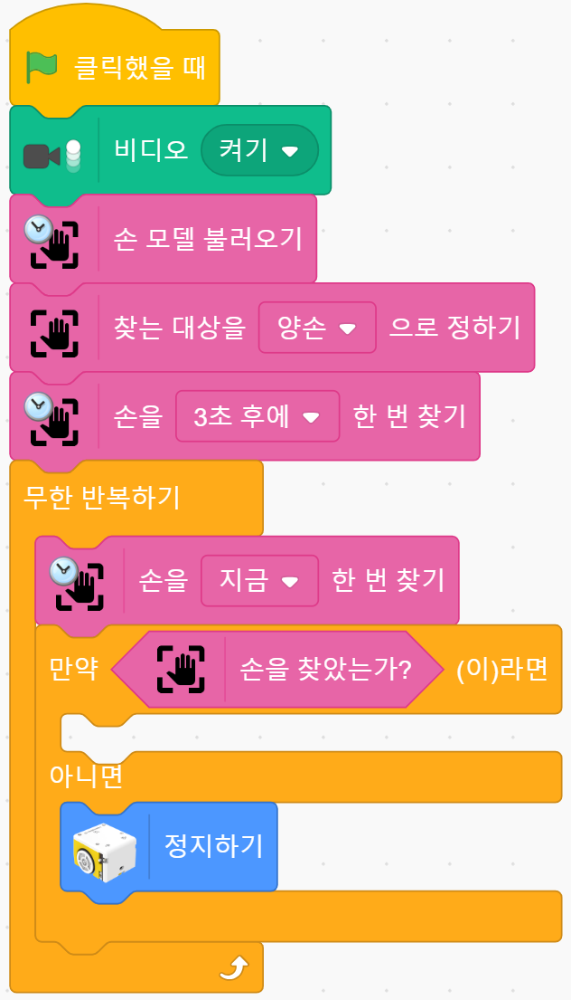 클릭했을 때
비디오 켜기
손 모델 불러오기
찾는 대상을 양손 으로 정하기
손을 3초 후에 한 번 찾기
무한 반복하기
손을 지금 한 번 찾기
만약 손을 찾았는가? (이)라면
아니면
정지하기